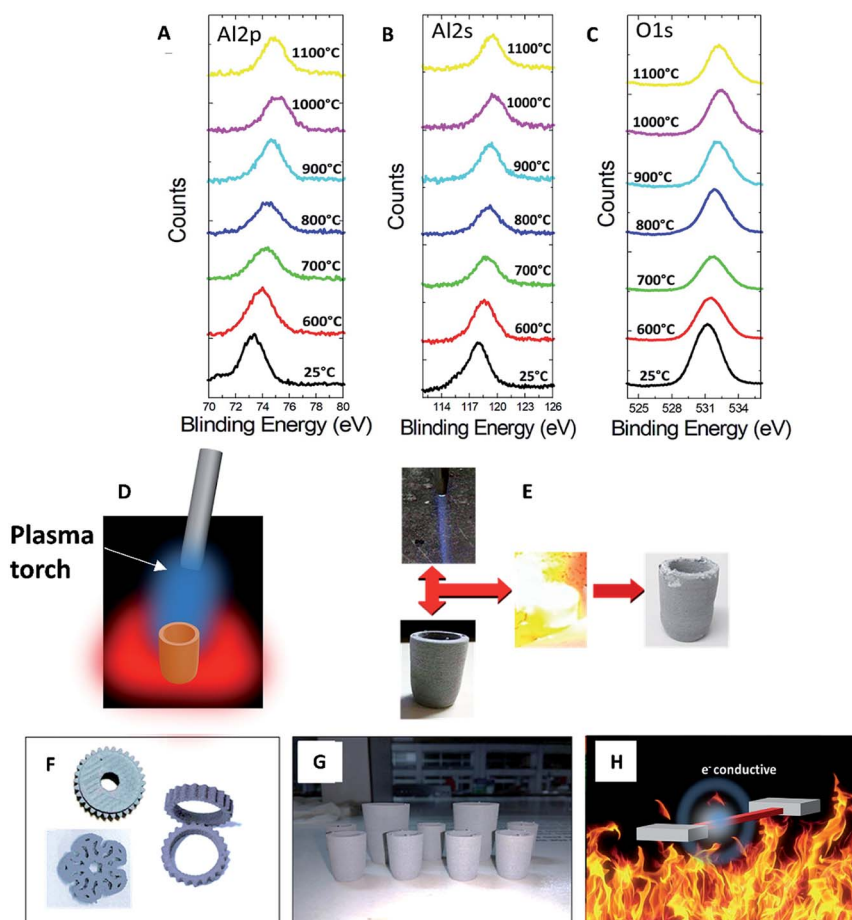 A
Al2p
1100°C
1000°C
900°C
800°C
700°C
600°C
25°C
Counts
70 72 74 76 78 80
Blinding Energy (eV)
B
Al2s
1100°C
1000°C
900°C
800°C
700°C
600°C
25°C
Counts
114 117 120 123 126
Blinding Energy (eV)
C
O1s
1100°C
1000°C
900°C
800°C
700°C
600°C
25°C
Counts
525 528 531 534
Binding Energy (eV)
D
Plasma
torch
E
F
G
H
e⁻ conductive